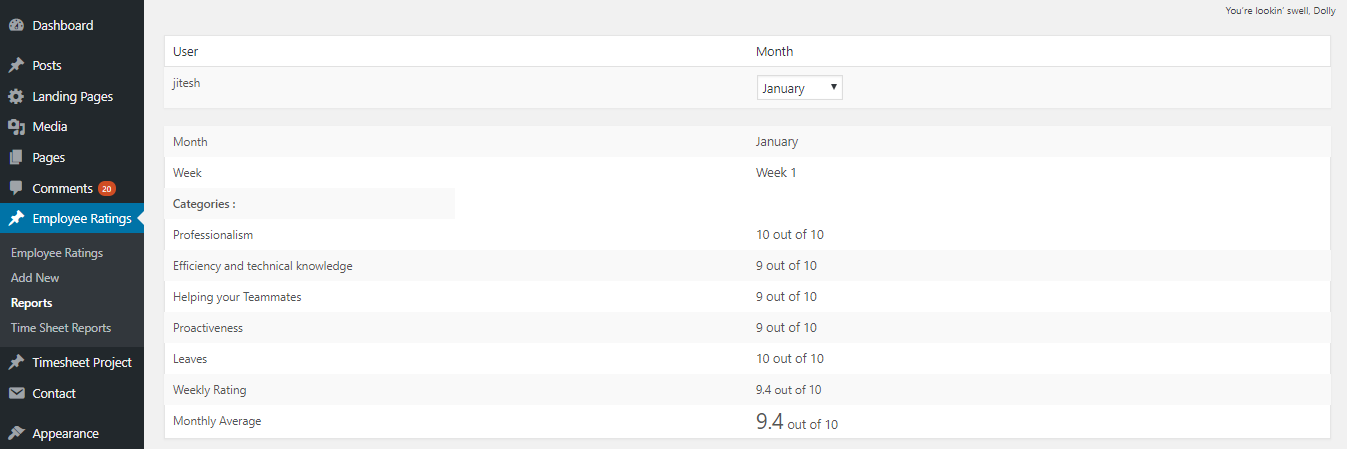 You're lookin' swell, Dolly
Dashboard
Posts
Landing Pages
Media
Pages
Comments 20
Employee Ratings
Employee Ratings
Add New
Reports
Time Sheet Reports
Timesheet Project
Contact
Appearance
User Month
jitesh January
Month January
Week Week 1
Categories :
Professionalism 10 out of 10
Efficiency and technical knowledge 9 out of 10
Helping your Teammates 9 out of 10
Proactiveness 9 out of 10
Leaves 10 out of 10
Weekly Rating 9.4 out of 10
Monthly Average 9.4 out of 10